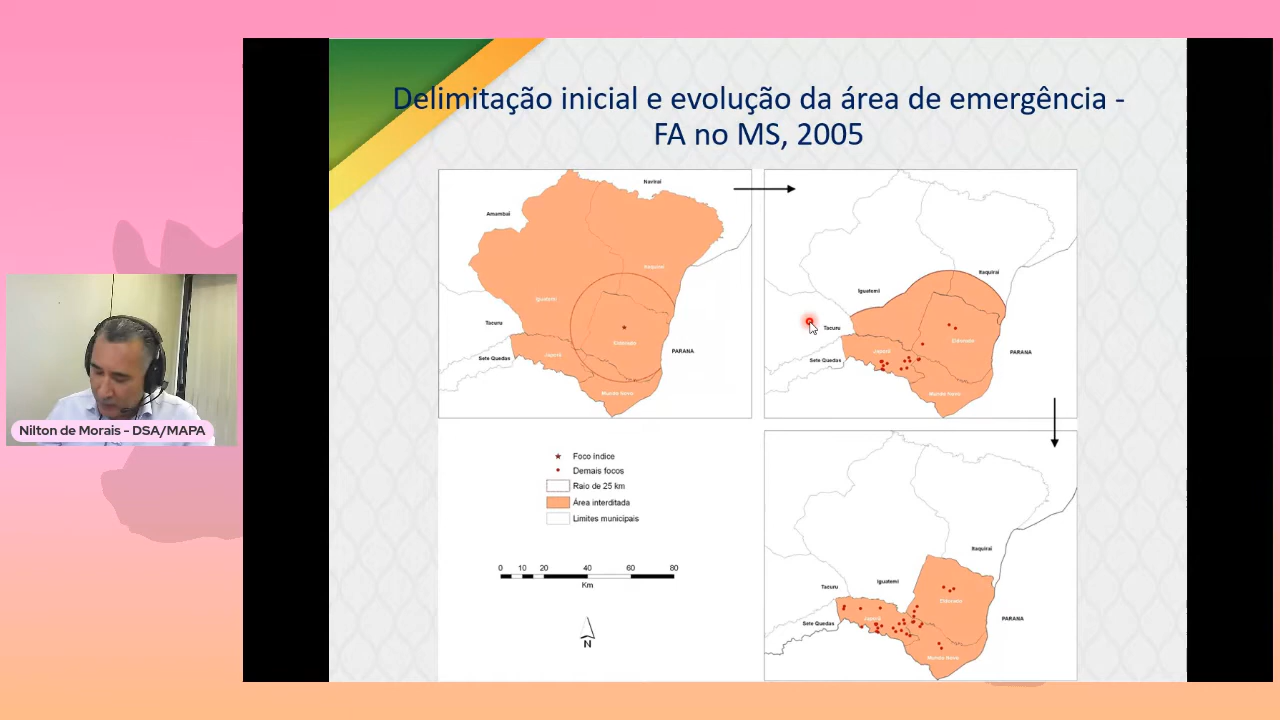 Delimitação inicial e evolução da área de emergência -
FA no MS, 2005
Naviraí
Amambai
Itaquiraí
Iguatemi
Tacuru
Eldorado
Japorã
Sete Quedas
PARANA
Mundo Novo
Itaquiraí
Iguatemi
Tacuru
Eldorado
Japorã
Sete Quedas
PARANA
Mundo Novo
Foco índice
Demais focos
Raio de 25 km
Área interditada
Limites municipais
0 10 20 40 60 80
Km
N
Itaquiraí
Iguatemi
Tacuru
Eldorado
Japorã
Sete Quedas
PARANA
Mundo Novo
Nilton de Morais - DSA/MAPA